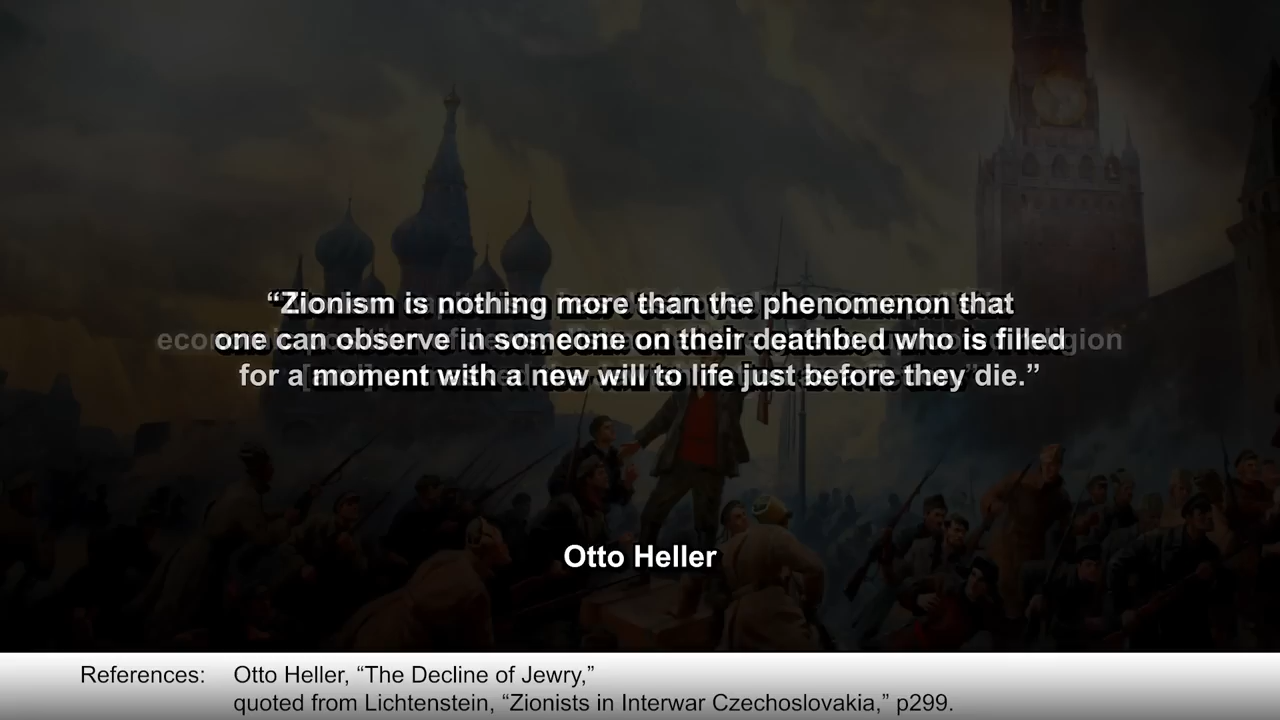 “Zionism is nothing more than the phenomenon that
one can observe in someone on their deathbed who is filled
for a moment with a new will to life just before they die.”
Otto Heller
References: Otto Heller, “The Decline of Jewry,”
quoted from Lichtenstein, “Zionists in Interwar Czechoslovakia,” p299.